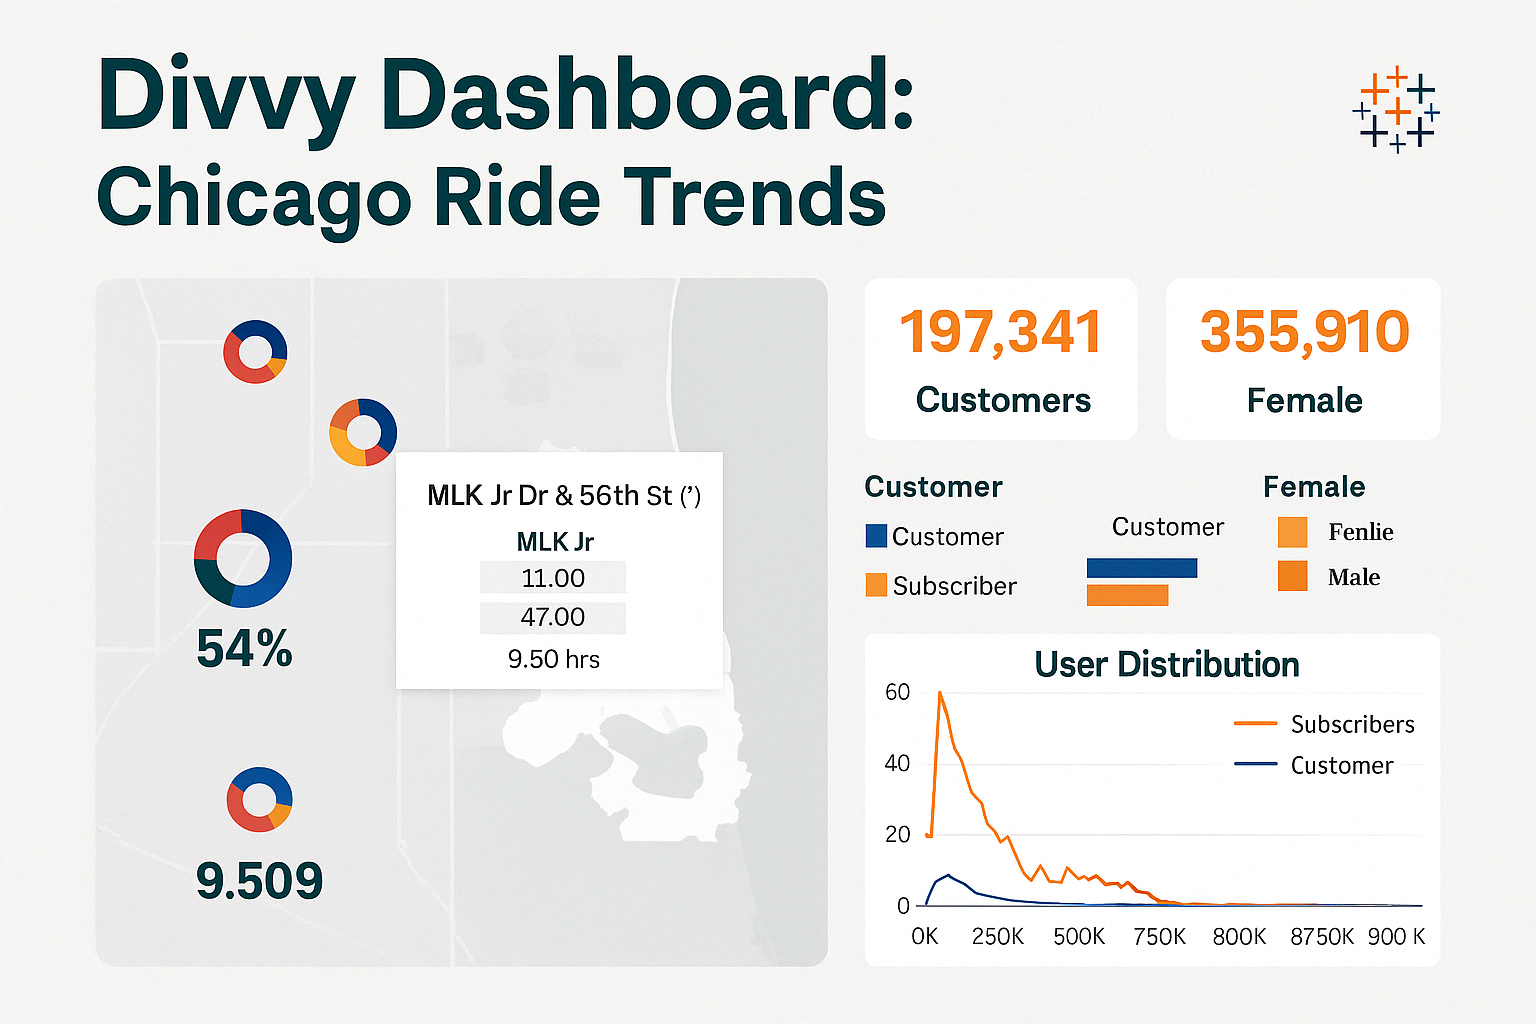 Divvy Dashboard:
Chicago Ride Trends
MLK Jr Dr & 56th St (’)
MLK Jr
11.00
47.00
9.50 hrs
54%
9.509
197,341
Customers
355,910
Female
Customer
Customer
Subscriber
Customer
Female
Fenlie
Male
User Distribution
60
40
20
0
Subscribers
Customer
0K 250K 500K 750K 800K 8750K 900 K